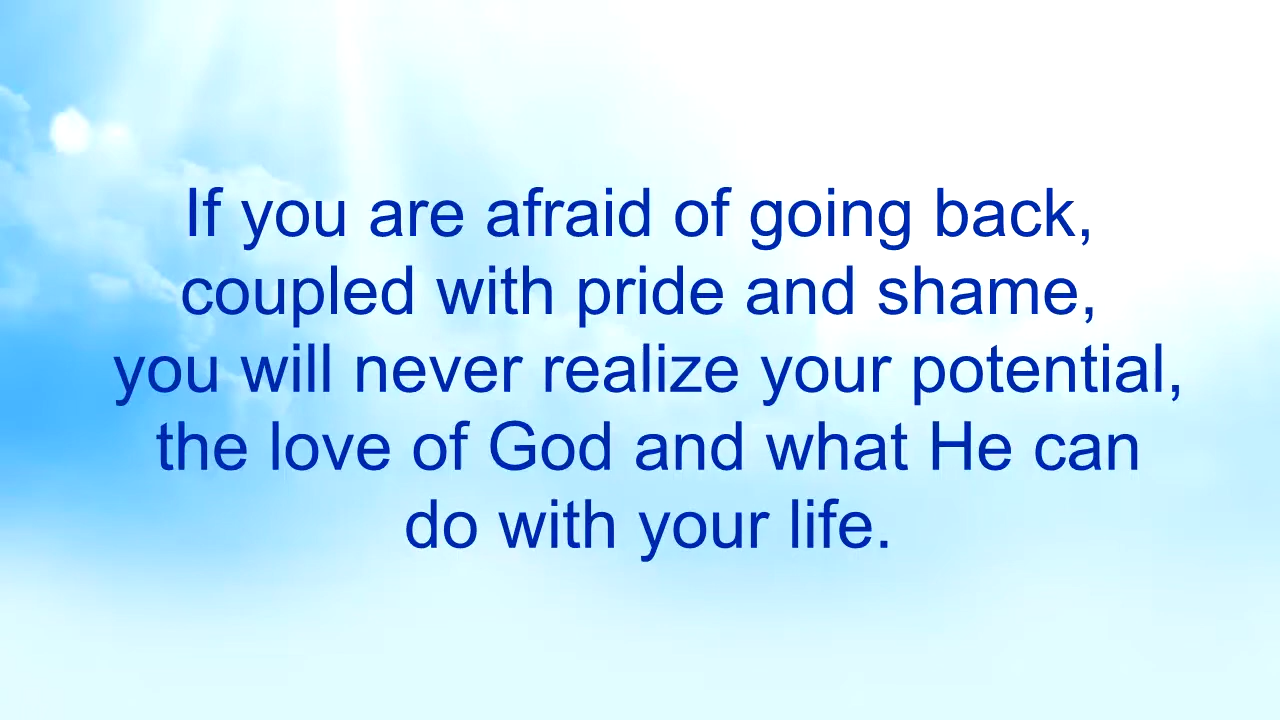 If you are afraid of going back,
coupled with pride and shame,
you will never realize your potential,
the love of God and what He can
do with your life.